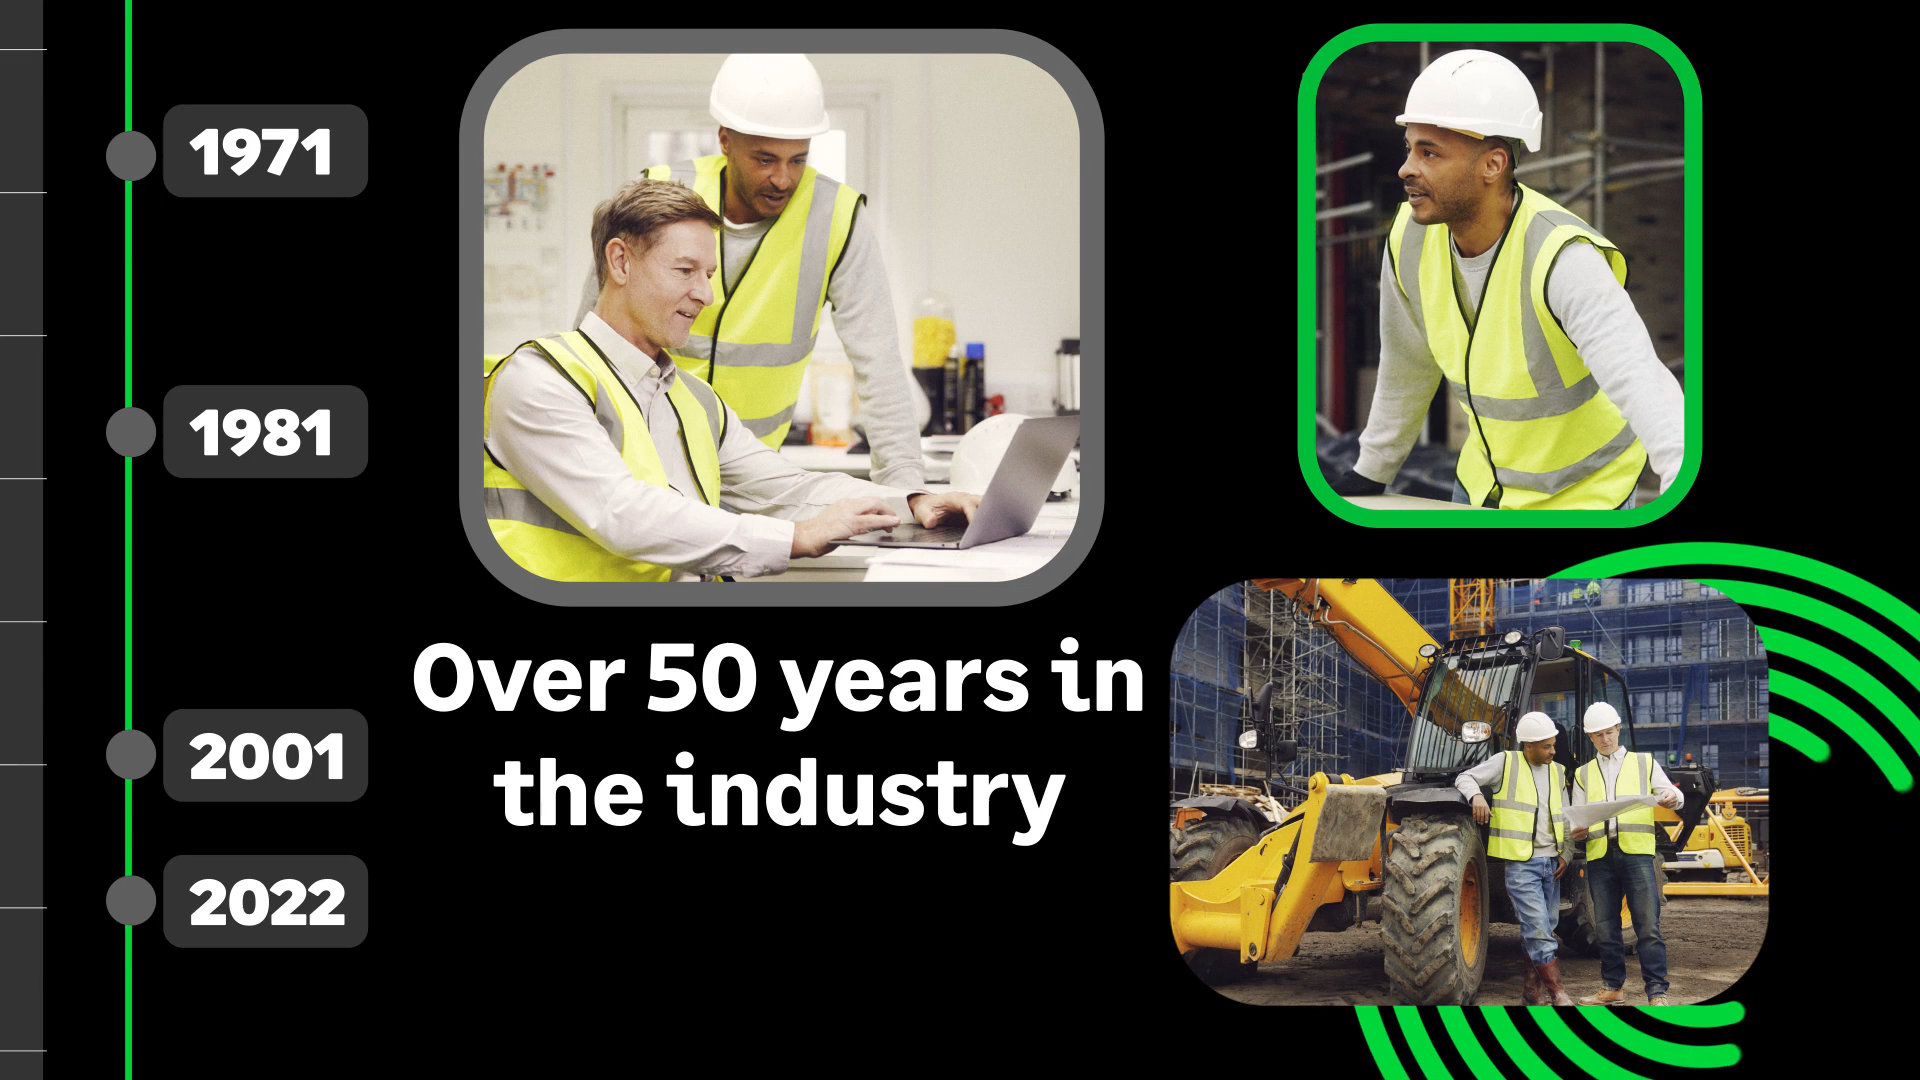 1971
1981
2001
2022
Over 50 years in
the industry